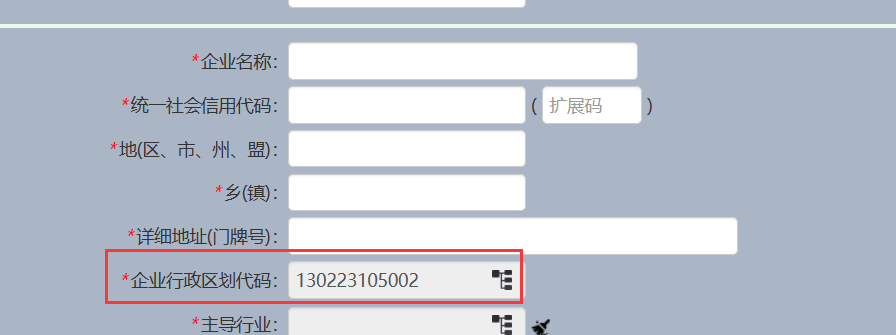 *企业名称:
*统一社会信用代码: ( 扩展码 )
*地(区、市、州、盟):
*乡(镇):
*详细地址(门牌号):
*企业行政区划代码: 130223105002
*主导行业: